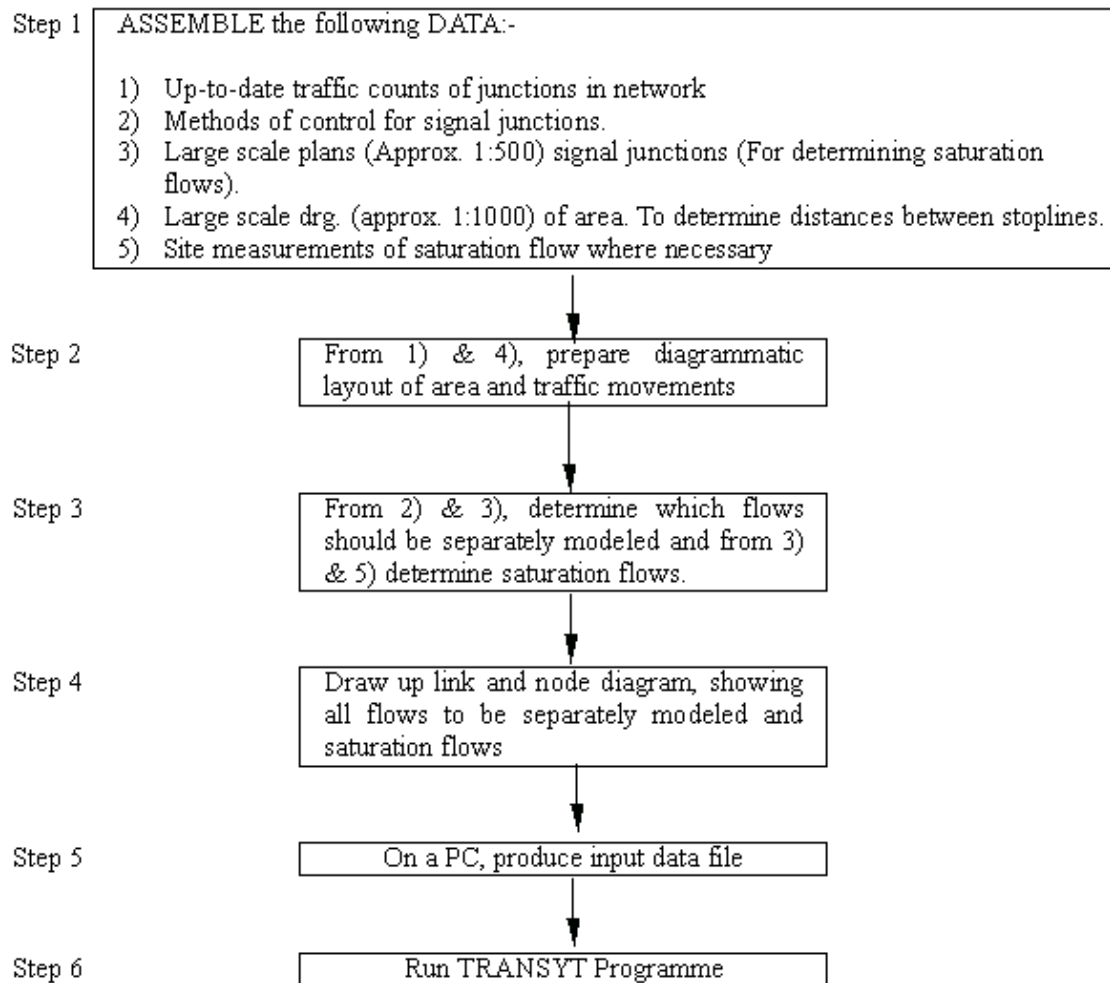 Step 1
ASSEMBLE the following DATA:-
1) Up-to-date traffic counts of junctions in network
2) Methods of control for signal junctions.
3) Large scale plans (Approx. 1:500) signal junctions (For determining saturation
flows).
4) Large scale drg. (approx. 1:1000) of area. To determine distances between stoplines.
5) Site measurements of saturation flow where necessary
Step 2
From 1) & 4), prepare diagrammatic
layout of area and traffic movements
Step 3
From 2) & 3), determine which flows
should be separately modeled and from 3)
& 5) determine saturation flows.
Step 4
Draw up link and node diagram, showing
all flows to be separately modeled and
saturation flows
Step 5
On a PC, produce input data file
Step 6
Run TRANSYT Programme